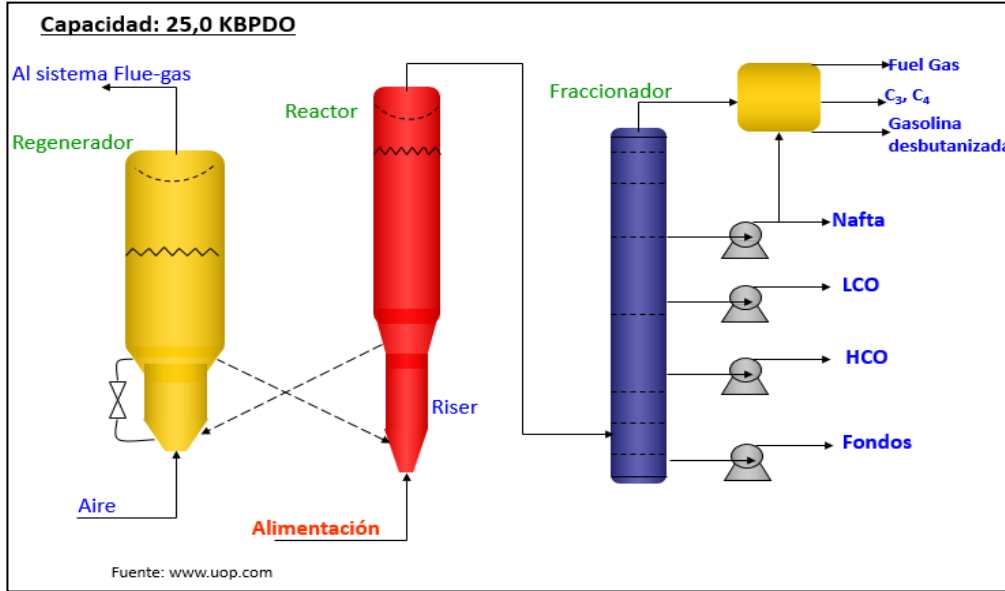 Capacidad: 25,0 KBPDO
Al sistema Flue-gas
Regenerador
Reactor
Fraccionador
Fuel Gas
C₃, C₄
Gasolina
desbutanizada
Nafta
LCO
HCO
Riser
Fondos
Aire
Alimentación
Fuente: www.uop.com